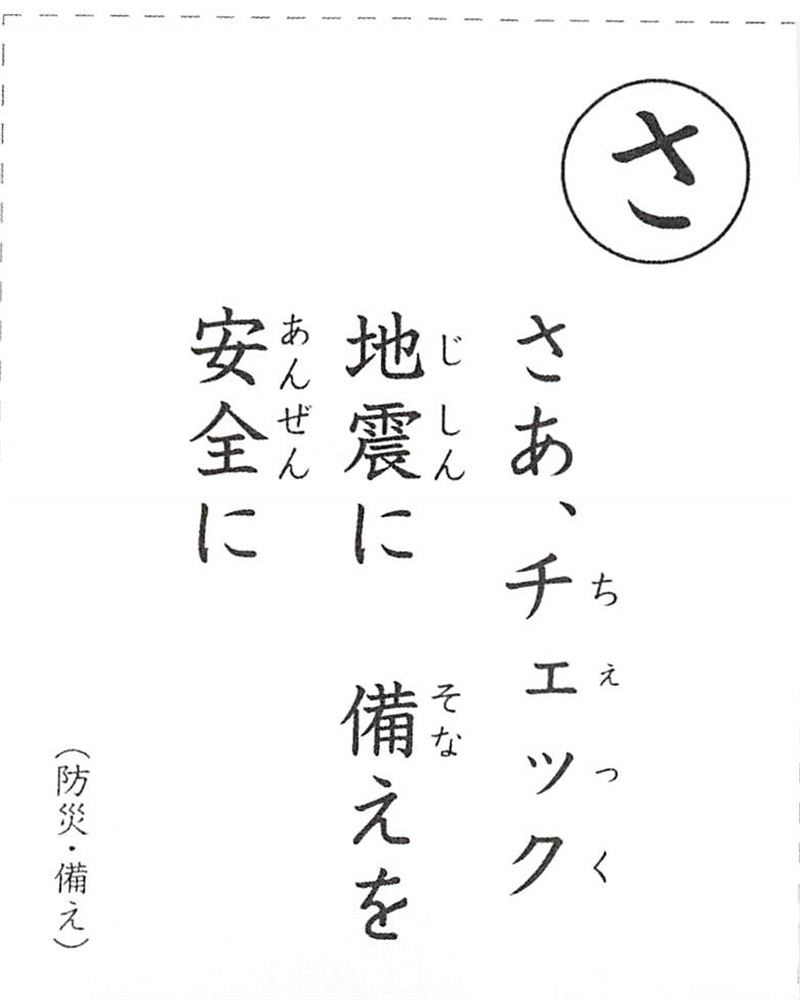 さ
さあ、チェック
ちぇっく
地震に 備えを
じしん そな
安全に
あんぜん
（防災・備え）